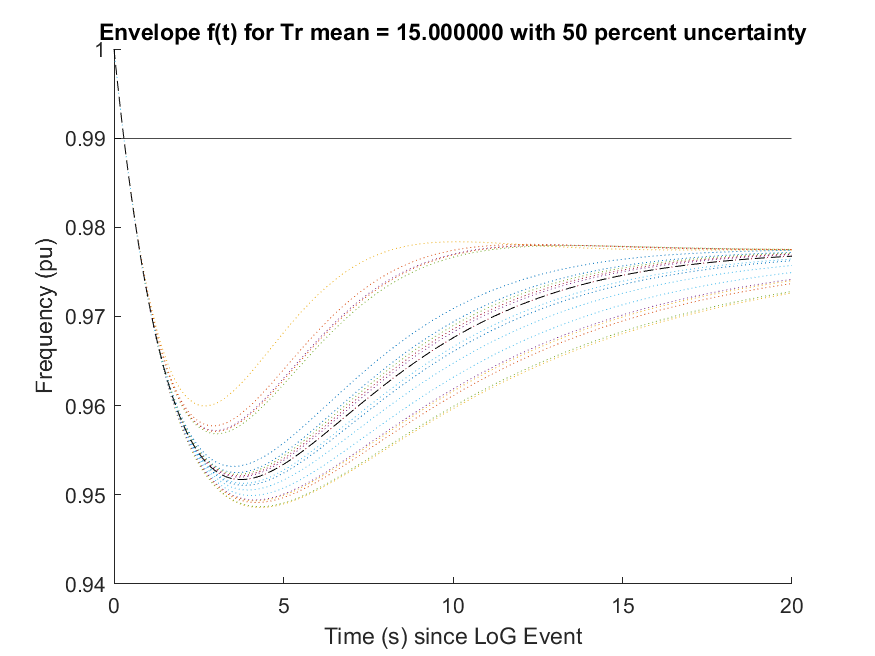 Envelope f(t) for Tr mean = 15.000000 with 50 percent uncertainty
1
0.99
0.98
0.97
0.96
0.95
0.94
Frequency (pu)
0 5 10 15 20
Time (s) since LoG Event